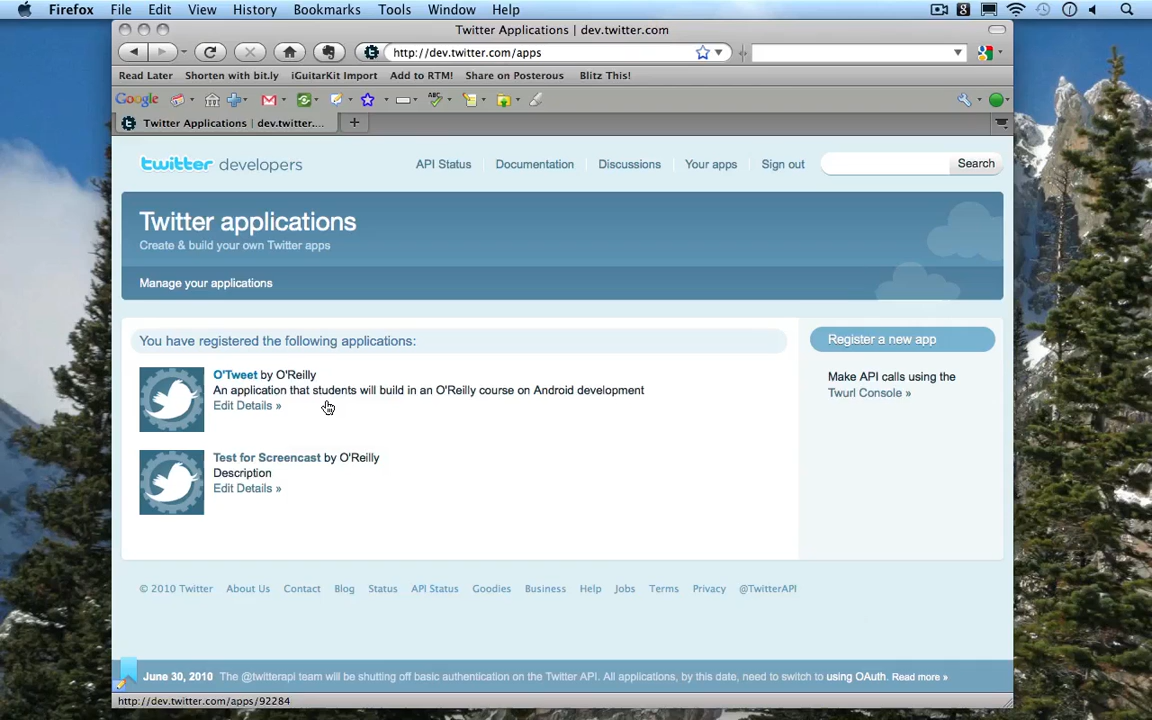 Firefox File Edit View History Bookmarks Tools Window Help
Twitter Applications | dev.twitter.com
http://dev.twitter.com/apps
Read Later Shorten with bit.ly iGuitarKit Import Add to RTM! Share on Posterous Blitz This!
Google
Twitter Applications | dev.twitter....
twitter developers API Status Documentation Discussions Your apps Sign out Search
Twitter applications
Create & build your own Twitter apps
Manage your applications
You have registered the following applications:
Register a new app
O'Tweet by O'Reilly
An application that students will build in an O'Reilly course on Android development
Edit Details »
Make API calls using the
Twurl Console »
Test for Screencast by O'Reilly
Description
Edit Details »
© 2010 Twitter About Us Contact Blog Status API Status Goodies Business Help Jobs Terms Privacy @TwitterAPI
June 30, 2010 The @twitterapi team will be shutting off basic authentication on the Twitter API. All applications, by this date, need to switch to using OAuth. Read more »
http://dev.twitter.com/apps/92284